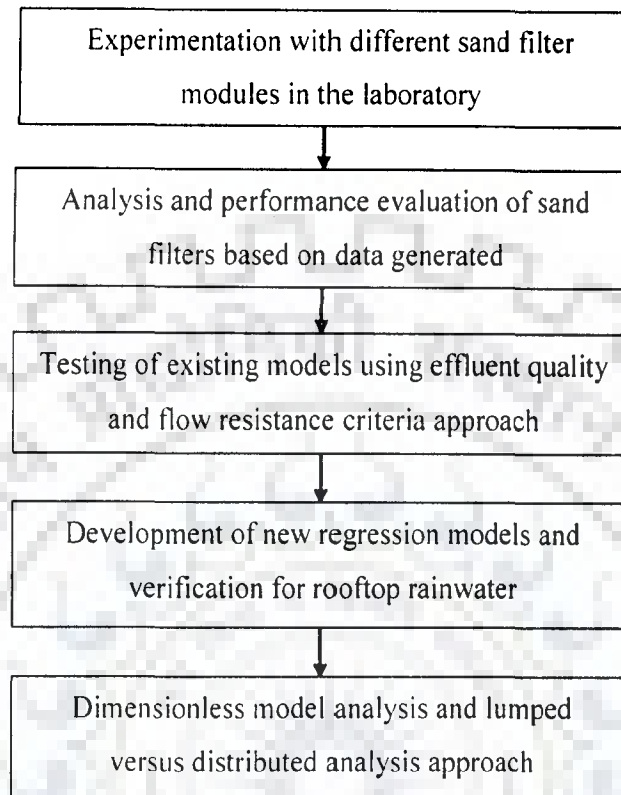 Experimentation with different sand filter
modules in the laboratory
Analysis and performance evaluation of sand
filters based on data generated
Testing of existing models using effluent quality
and flow resistance criteria approach
Development of new regression models and
verification for rooftop rainwater
Dimensionless model analysis and lumped
versus distributed analysis approach